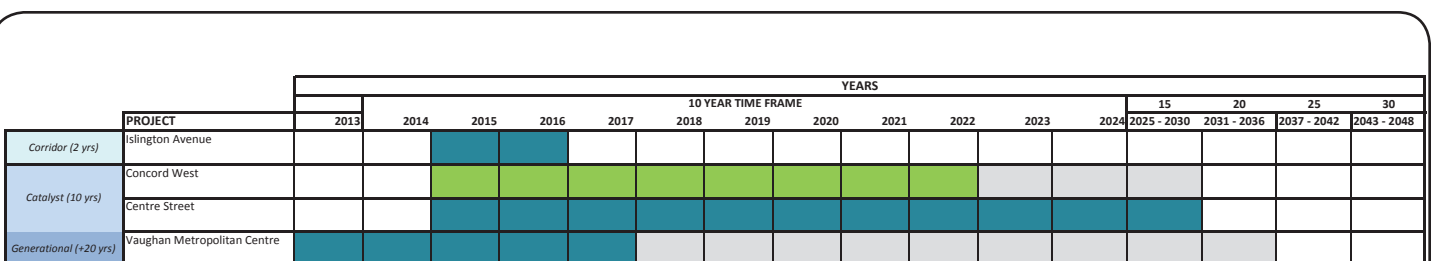 YEARS
10 YEAR TIME FRAME 15 20 25 30
PROJECT 2013 2014 2015 2016 2017 2018 2019 2020 2021 2022 2023 2024 2025 - 2030 2031 - 2036 2037 - 2042 2043 - 2048
Corridor (2 yrs) Islington Avenue
Catalyst (10 yrs) Concord West
Centre Street
Generational (+20 yrs) Vaughan Metropolitan Centre